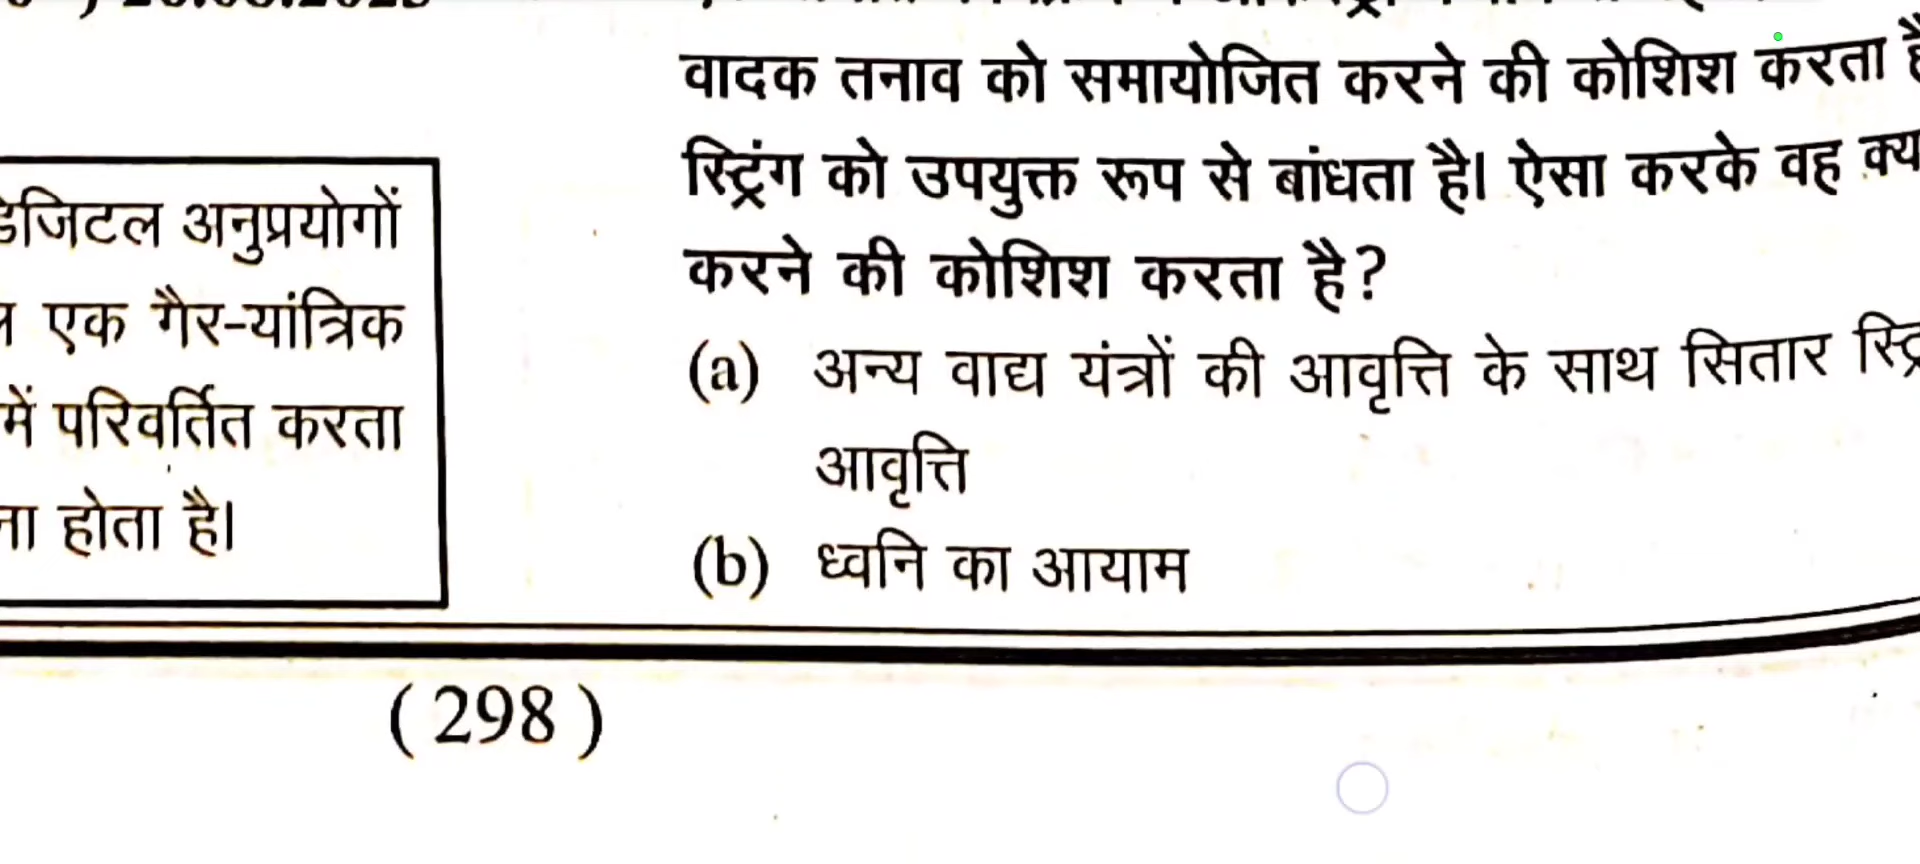 अनुप्रयोगों
एक गैर-यांत्रिक
में परिवर्तित करता
होता है।
वादक तनाव को समायोजित करने की कोशिश करता
स्ट्रिंग को उपयुक्त रूप से बांधता है। ऐसा करके वह
करने की कोशिश करता है?
(a) अन्य वाद्य यंत्रों की आवृत्ति के साथ सितार
आवृत्ति
(b) ध्वनि का आयाम
(298)